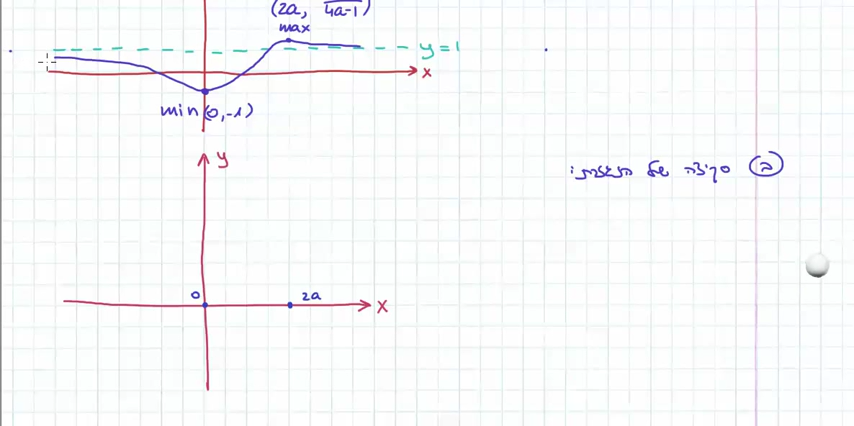 (2a, 4a-1)
max
y=1
x
min(0,-1)
y
ב סקיצה של הנגזרת:
0
2a
x